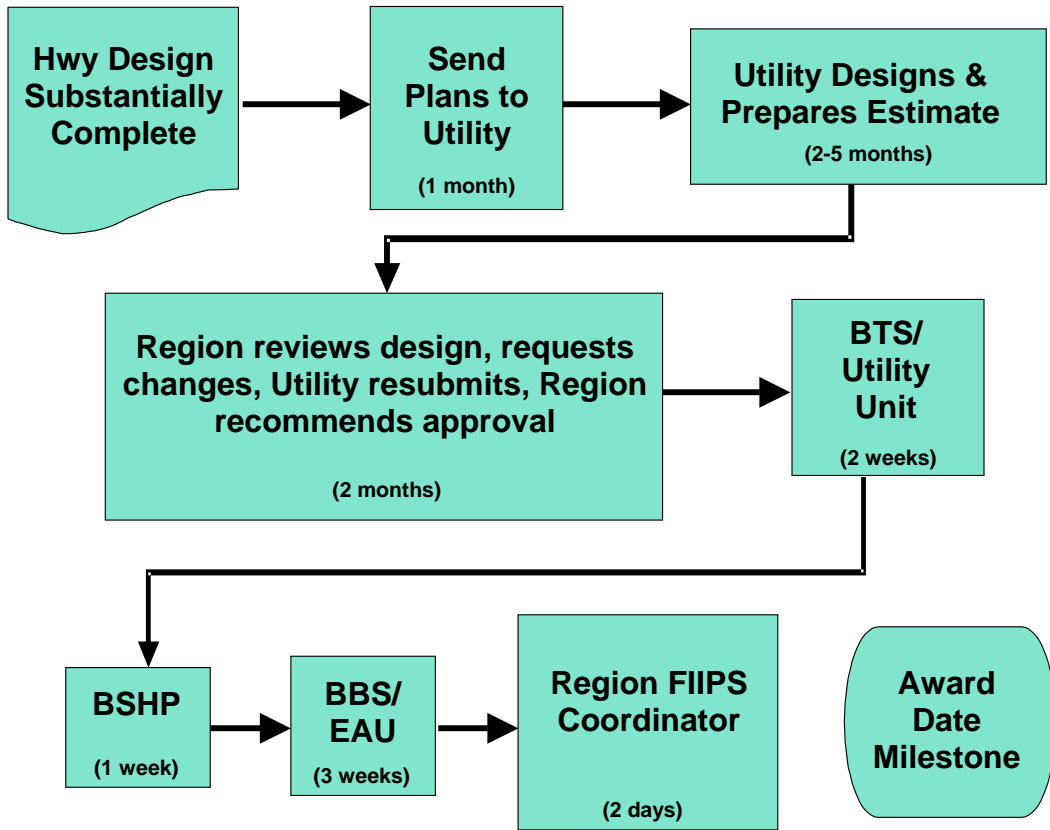 Hwy Design
Substantially
Complete
Send
Plans to
Utility
(1 month)
Utility Designs &
Prepares Estimate
(2-5 months)
Region reviews design, requests
changes, Utility resubmits, Region
recommends approval
(2 months)
BTS/
Utility
Unit
(2 weeks)
BSHP
(1 week)
BBS/
EAU
(3 weeks)
Region FIIPS
Coordinator
(2 days)
Award
Date
Milestone